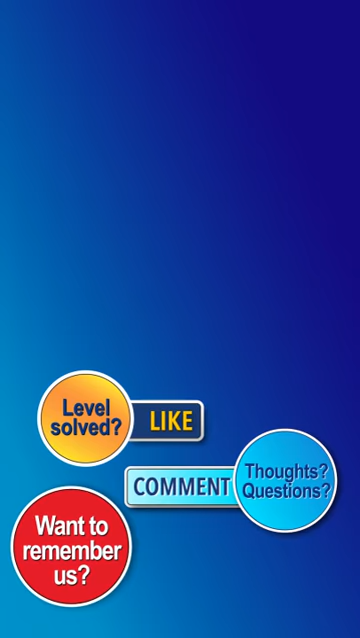 Level
solved?
LIKE
Thoughts?
Questions?
COMMENT
Want to
remember
us?